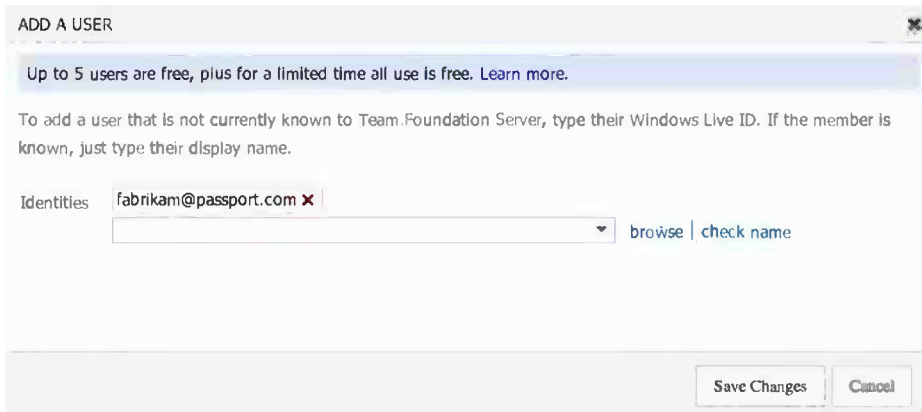 ADD A USER
Up to 5 users are free, plus for a limited time all use is free. Learn more.
To add a user that is not currently known to Team Foundation Server, type their Windows Live ID. If the member is
known, just type their display name.
Identities fabrikam@passport.com ×
browse | check name
Save Changes Cancel